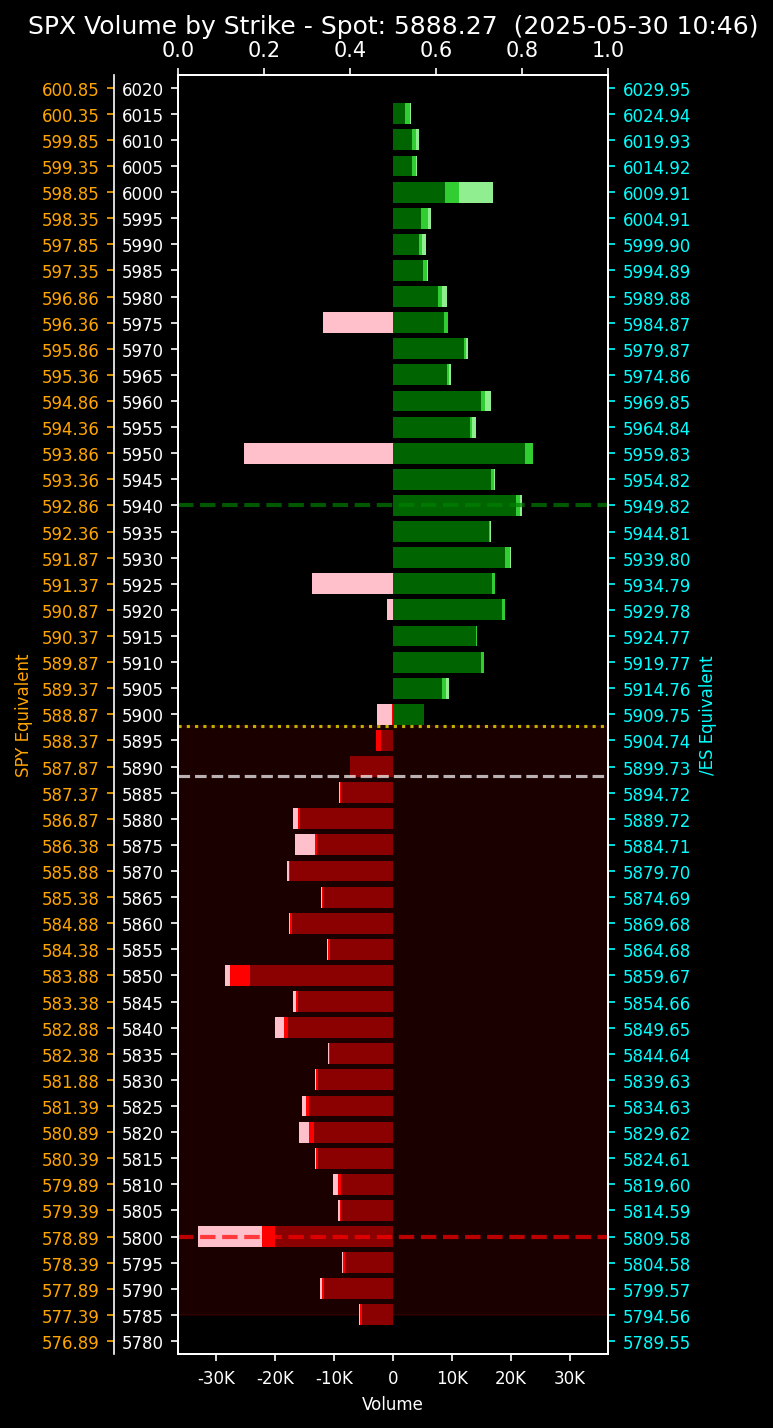 SPX Volume by Strike - Spot: 5888.27 (2025-05-30 10:46)
0.0 0.2 0.4 0.6 0.8 1.0
600.85 6020 6029.95
600.35 6015 6024.94
599.85 6010 6019.93
599.35 6005 6014.92
598.85 6000 6009.91
598.35 5995 6004.91
597.85 5990 5999.90
597.35 5985 5994.89
596.86 5980 5989.88
596.36 5975 5984.87
595.86 5970 5979.87
595.36 5965 5974.86
594.86 5960 5969.85
594.36 5955 5964.84
593.86 5950 5959.83
593.36 5945 5954.82
592.86 5940 5949.82
592.36 5935 5944.81
591.87 5930 5939.80
591.37 5925 5934.79
590.87 5920 5929.78
590.37 5915 5924.77
589.87 5910 5919.77
589.37 5905 5914.76
588.87 5900 5909.75
588.37 5895 5904.74
587.87 5890 5899.73
587.37 5885 5894.72
586.87 5880 5889.72
586.38 5875 5884.71
585.88 5870 5879.70
585.38 5865 5874.69
584.88 5860 5869.68
584.38 5855 5864.68
583.88 5850 5859.67
583.38 5845 5854.66
582.88 5840 5849.65
582.38 5835 5844.64
581.88 5830 5839.63
581.39 5825 5834.63
580.89 5820 5829.62
580.39 5815 5824.61
579.89 5810 5819.60
579.39 5805 5814.59
578.89 5800 5809.58
578.39 5795 5804.58
577.89 5790 5799.57
577.39 5785 5794.56
576.89 5780 5789.55
SPY Equivalent
/ES Equivalent
-30K -20K -10K 0 10K 20K 30K
Volume